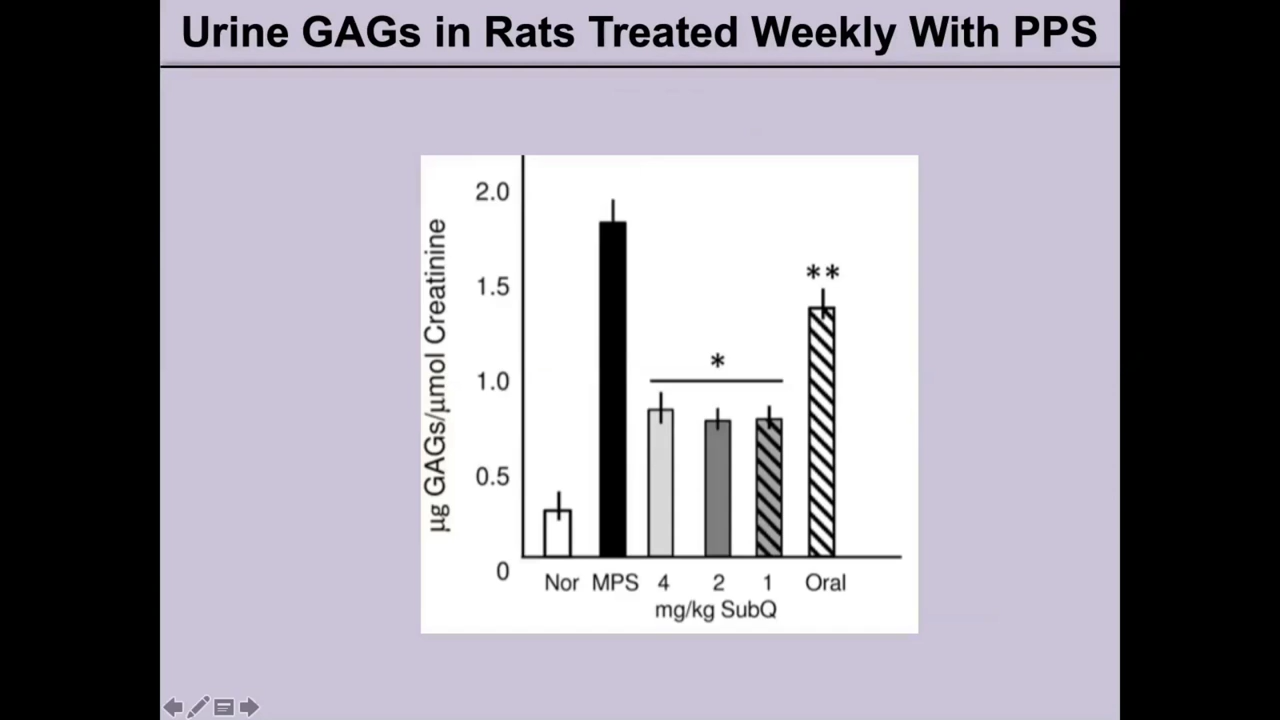 Urine GAGs in Rats Treated Weekly With PPS
µg GAGs/µmol Creatinine
2.0
1.5
1.0
0.5
0
**
*
Nor MPS 4 2 1 Oral
mg/kg SubQ